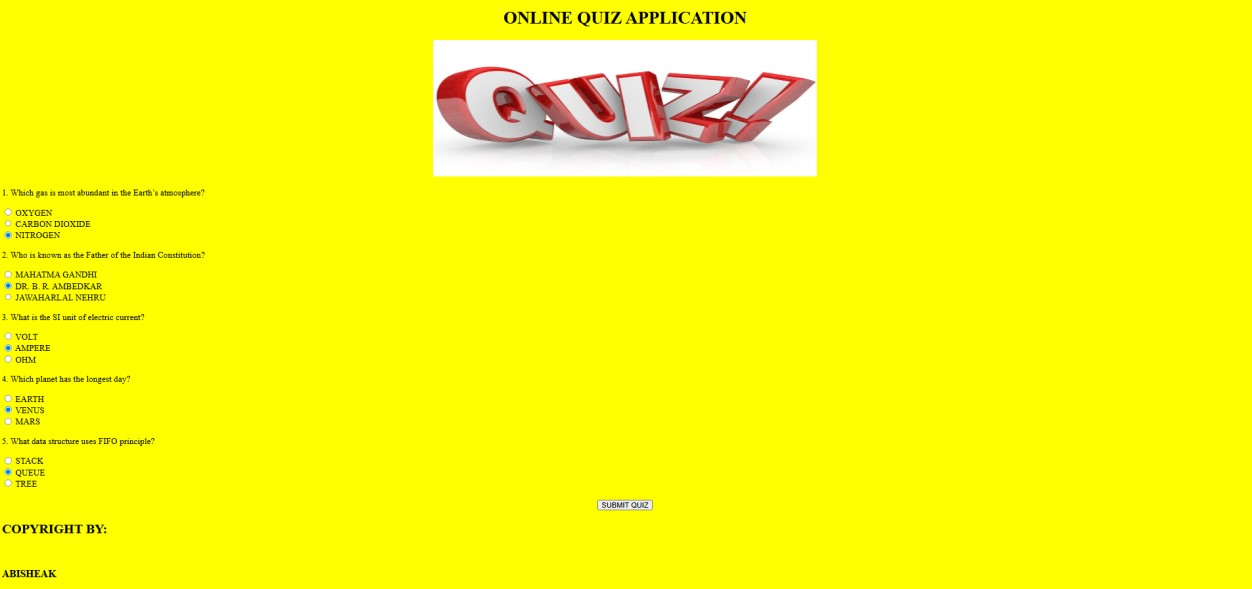 ONLINE QUIZ APPLICATION
QUIZ!
1. Which gas is most abundant in the Earth's atmosphere?
OXYGEN
CARBON DIOXIDE
NITROGEN
2. Who is known as the Father of the Indian Constitution?
MAHATMA GANDHI
DR. B. R. AMBEDKAR
JAWAHARLAL NEHRU
3. What is the SI unit of electric current?
VOLT
AMPERE
OHM
4. Which planet has the longest day?
EARTH
VENUS
MARS
5. What data structure uses FIFO principle?
STACK
QUEUE
TREE
SUBMIT QUIZ
COPYRIGHT BY:
ABISHEAK